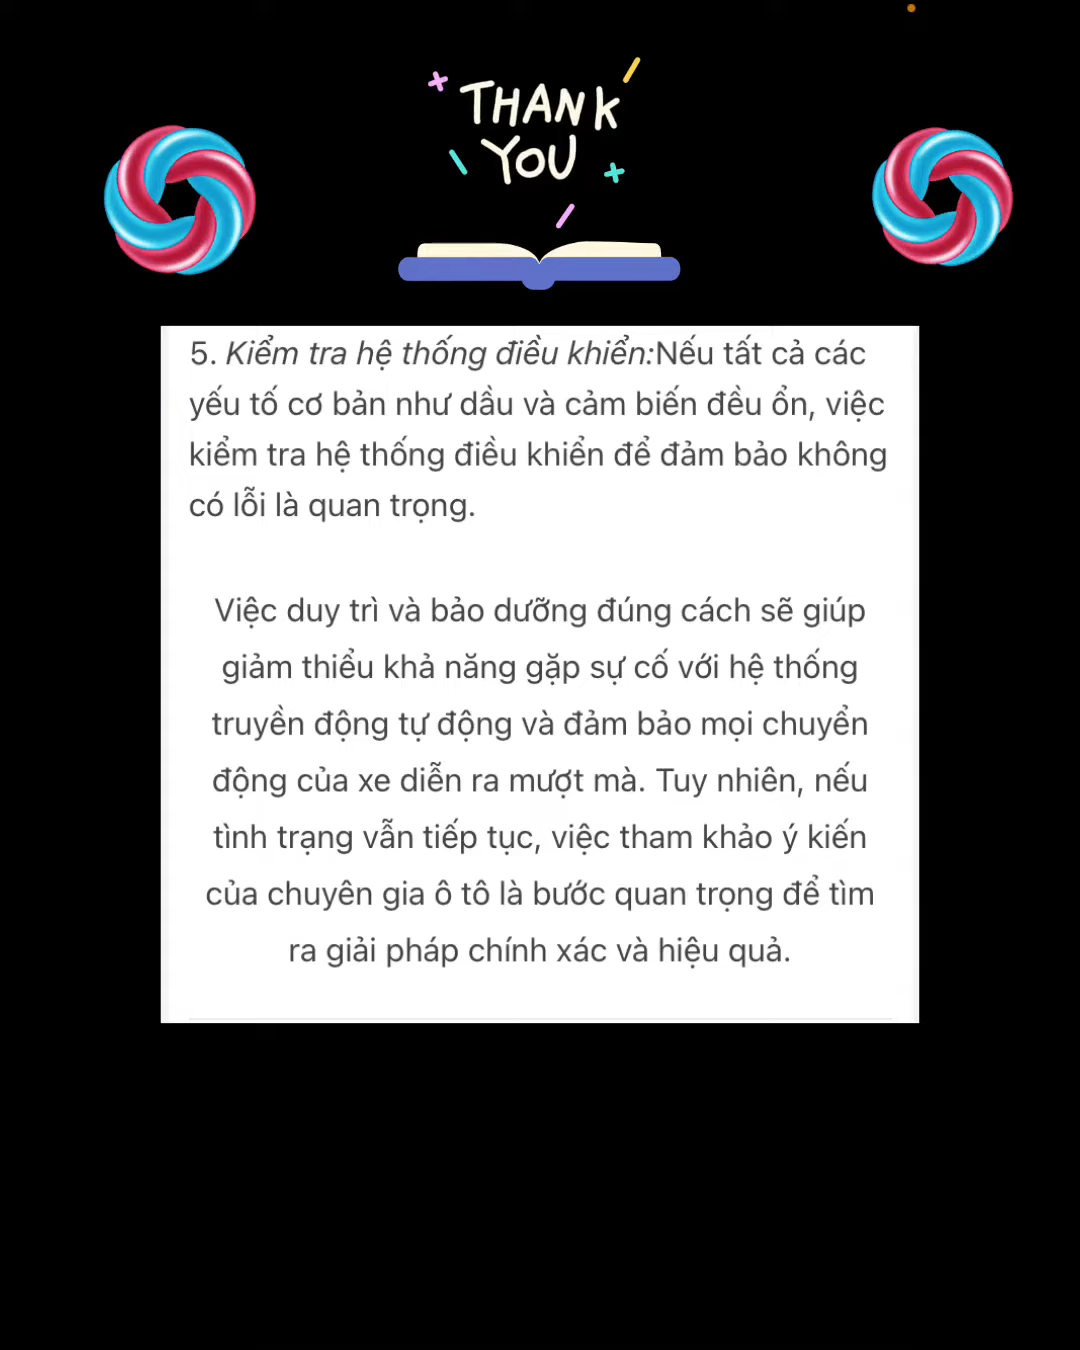 THANK
YOU
5. Kiểm tra hệ thống điều khiển:Nếu tất cả các
yếu tố cơ bản như dầu và cảm biến đều ổn, việc
kiểm tra hệ thống điều khiển để đảm bảo không
có lỗi là quan trọng.
Việc duy trì và bảo dưỡng đúng cách sẽ giúp
giảm thiểu khả năng gặp sự cố với hệ thống
truyền động tự động và đảm bảo mọi chuyển
động của xe diễn ra mượt mà. Tuy nhiên, nếu
tình trạng vẫn tiếp tục, việc tham khảo ý kiến
của chuyên gia ô tô là bước quan trọng để tìm
ra giải pháp chính xác và hiệu quả.